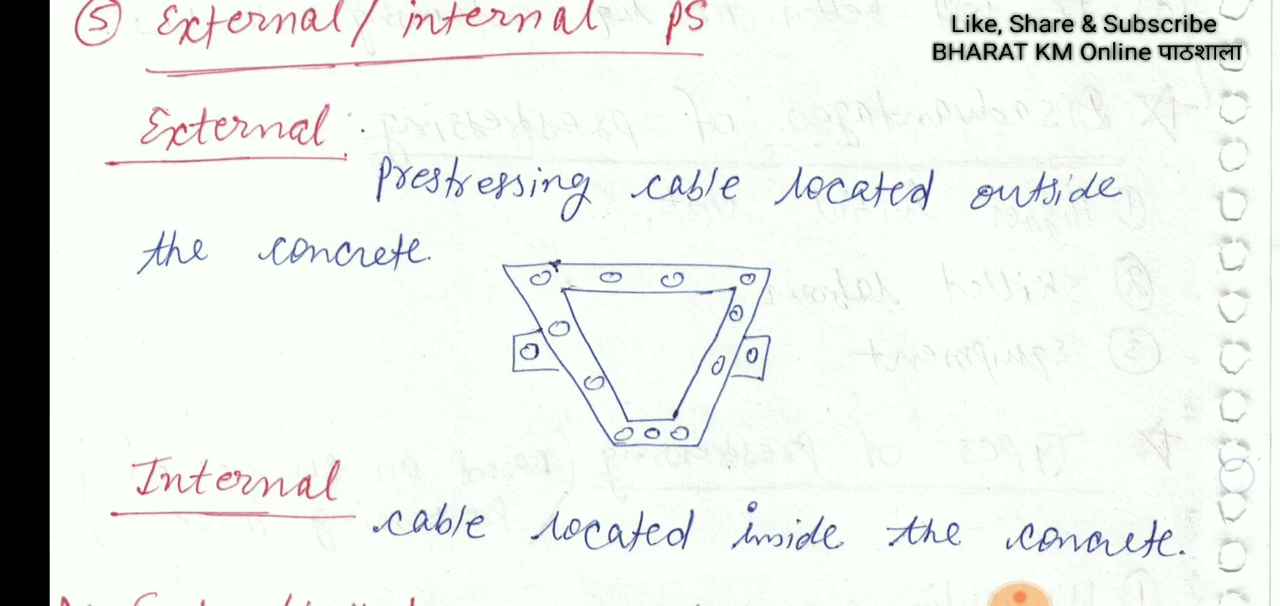 ⑤ External/internal PS
Like, Share & Subscribe
BHARAT KM Online पाठशाला
External :
Prestressing cable located outside
the concrete.
Internal
cable located inside the concrete.